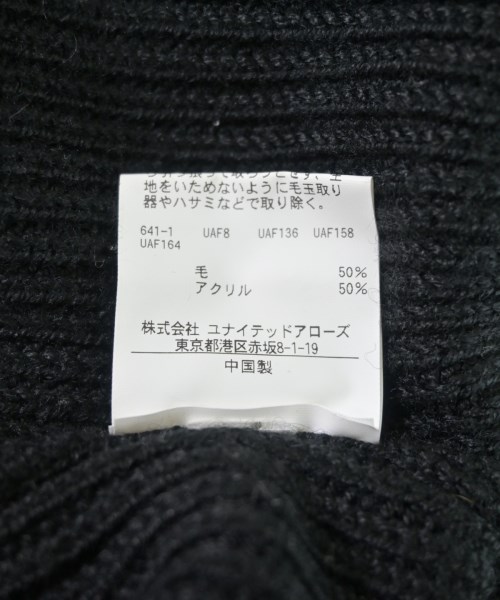 地をいためないように毛玉取り
器やハサミなどで取り除く。
641-1 UAF8 UAF136 UAF158
UAF164
毛 50%
アクリル 50%
株式会社 ユナイテッドアローズ
東京都港区赤坂8-1-19
中国製